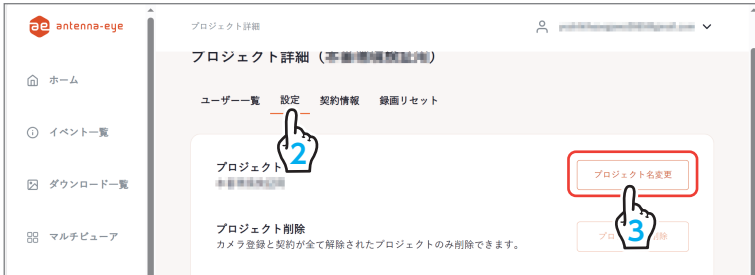 antenna-eye
プロジェクト詳細
プロジェクト詳細（
）
ホーム
イベント一覧
ダウンロード一覧
マルチビューア
ユーザー一覧 設定 契約情報 録画リセット
2
プロジェクト
プロジェクト名変更
3
プロジェクト削除
カメラ登録と契約が全て解除されたプロジェクトのみ削除できます。
プロ
削除